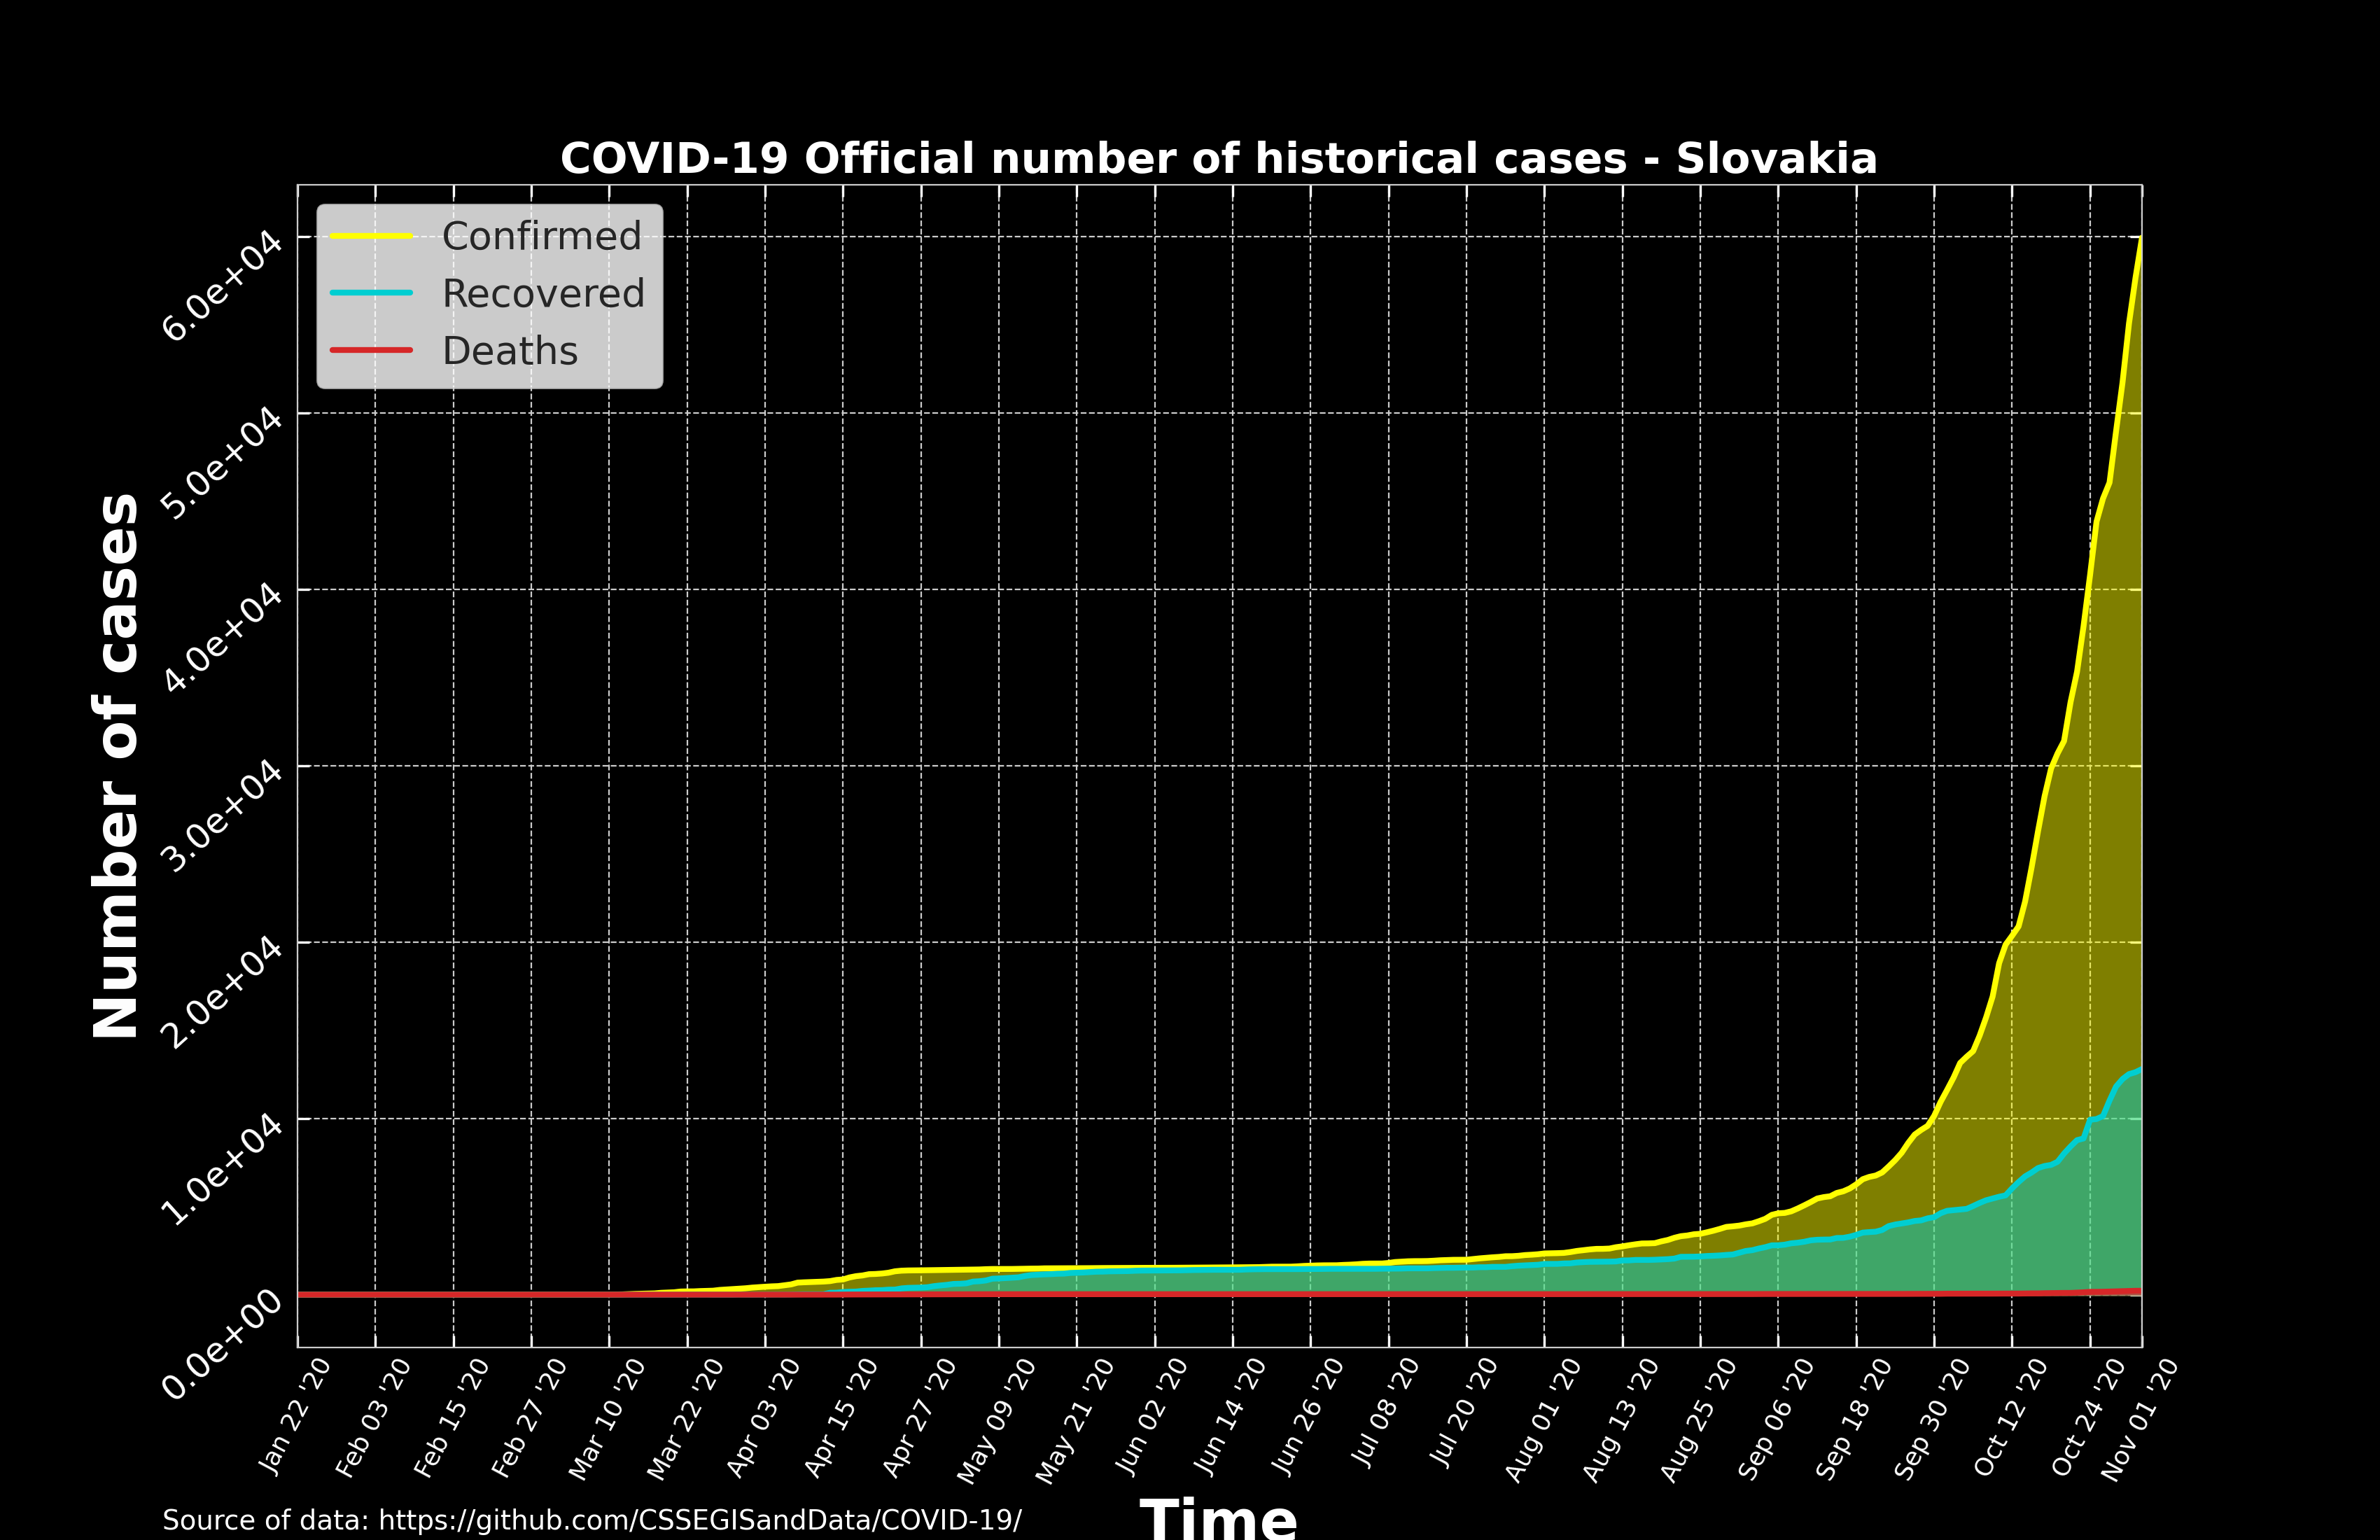 COVID-19 Official number of historical cases - Slovakia
Confirmed
Recovered
Deaths
Number of cases
6.0e+04
5.0e+04
4.0e+04
3.0e+04
2.0e+04
1.0e+04
0.0e+00
Jan 22 '20
Feb 03 '20
Feb 15 '20
Feb 27 '20
Mar 10 '20
Mar 22 '20
Apr 03 '20
Apr 15 '20
Apr 27 '20
May 09 '20
May 21 '20
Jun 02 '20
Jun 14 '20
Jun 26 '20
Jul 08 '20
Jul 20 '20
Aug 01 '20
Aug 13 '20
Aug 25 '20
Sep 06 '20
Sep 18 '20
Sep 30 '20
Oct 12 '20
Oct 24 '20
Nov 01 '20
Time
Source of data: https://github.com/CSSEGISandData/COVID-19/